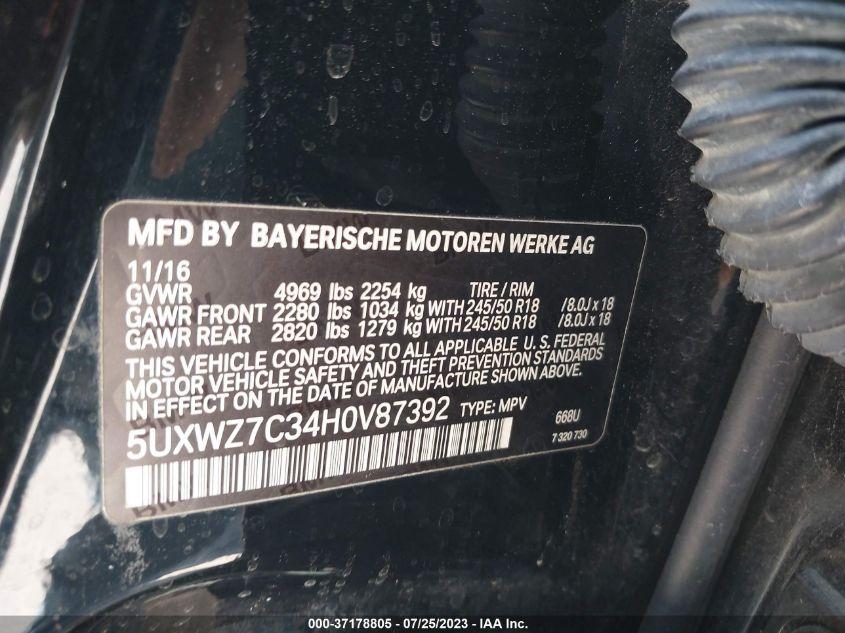 MFD BY BAYERISCHE MOTOREN WERKE AG
11/16
GVWR 4969 lbs 2254 kg TIRE / RIM
GAWR FRONT 2280 lbs 1034 kg WITH 245/50 R18 /8.0J x 18
GAWR REAR 2820 lbs 1279 kg WITH 245/50 R18 /8.0J x 18
THIS VEHICLE CONFORMS TO ALL APPLICABLE U.S. FEDERAL
MOTOR VEHICLE SAFETY AND THEFT PREVENTION STANDARDS
IN EFFECT ON THE DATE OF MANUFACTURE SHOWN ABOVE.
5UXWZ7C34H0V87392 TYPE: MPV 668U
7 320 730
000-37178805 - 07/25/2023 - IAA Inc.